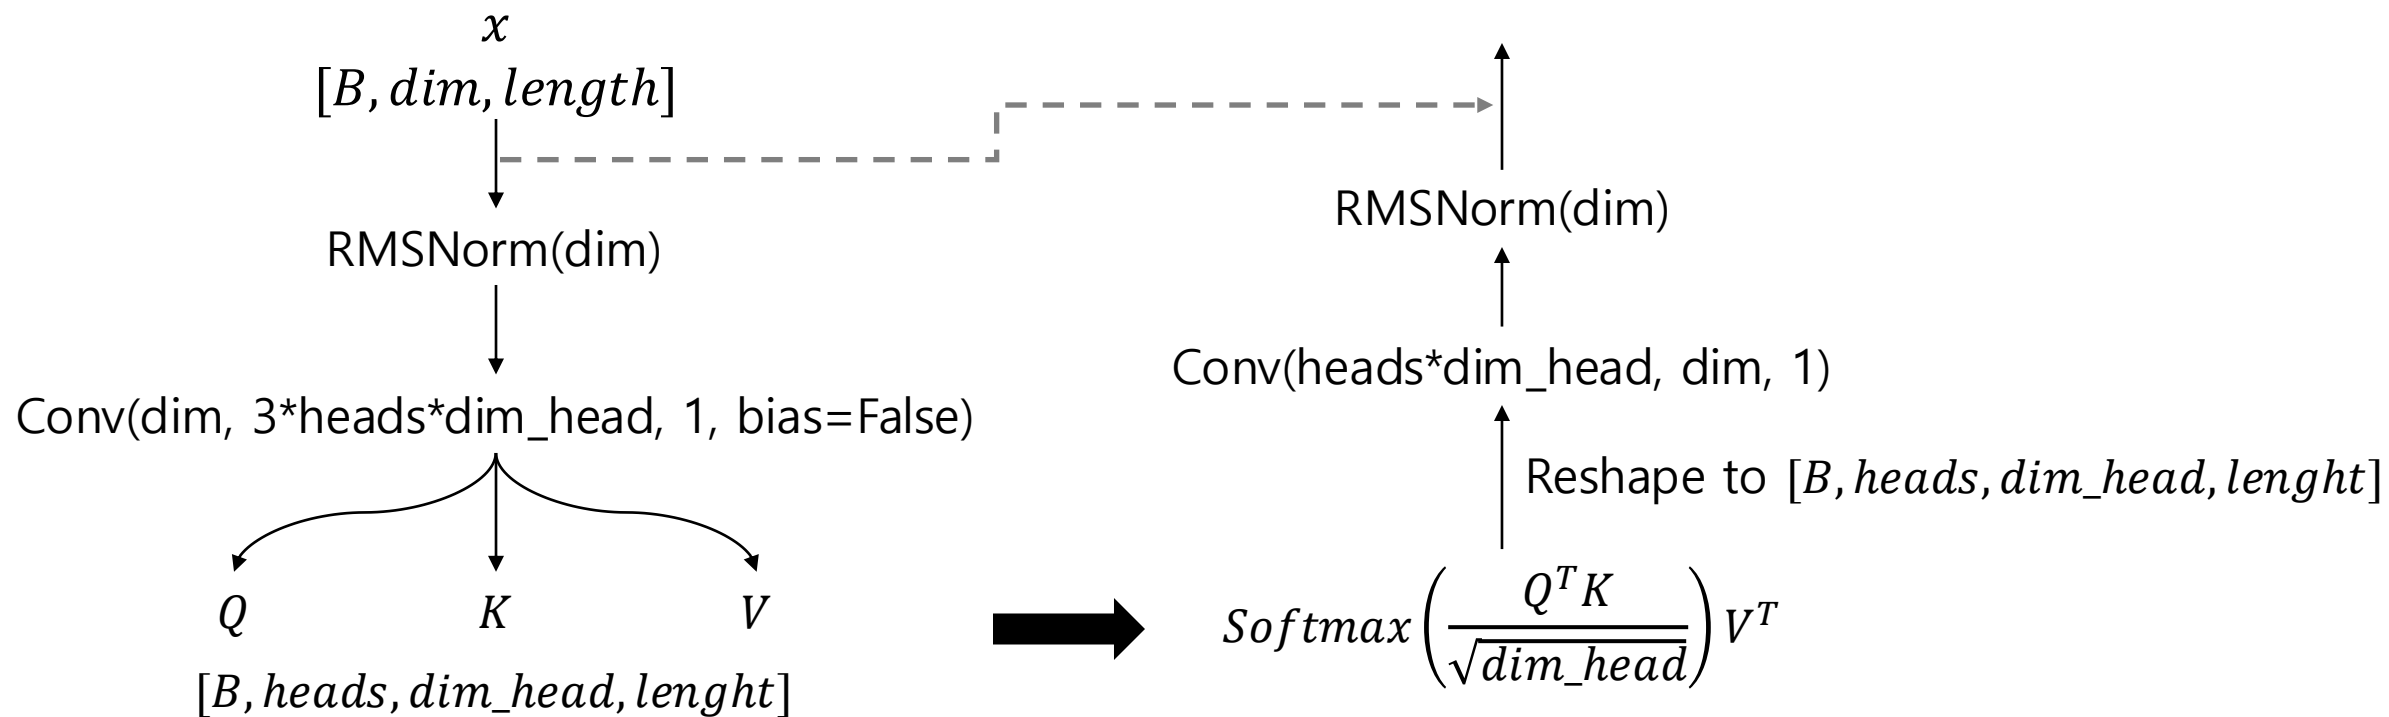 x
[B, dim, length]
RMSNorm(dim)
Conv(dim, 3*heads*dim_head, 1, bias=False)
Q K V
[B, heads, dim_head, lenght]
RMSNorm(dim)
Conv(heads*dim_head, dim, 1)
Reshape to [B, heads, dim_head, lenght]
Softmax(Q^T K / √dim_head) V^T